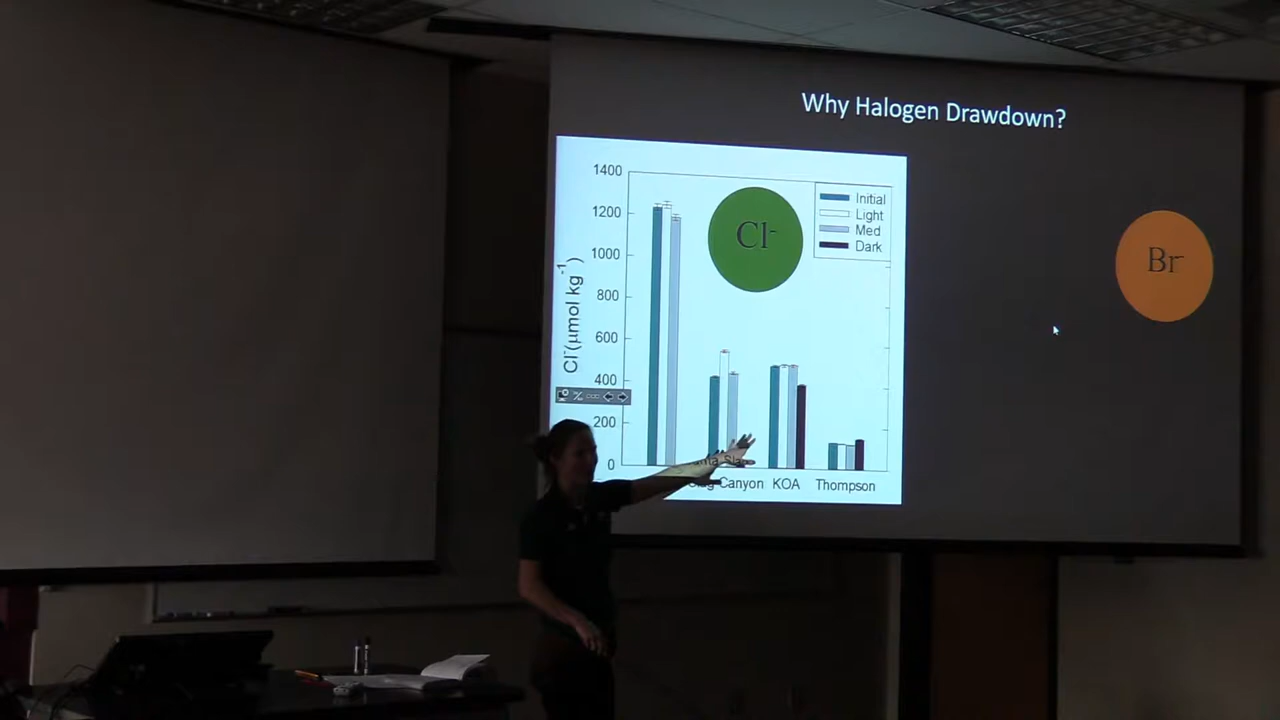 Why Halogen Drawdown?
1400
1200
1000
800
600
400
200
0
Cl⁻(μmol kg⁻¹)
Cl⁻
Initial
Light
Med
Dark
Br⁻
Canyon
KOA
Thompson